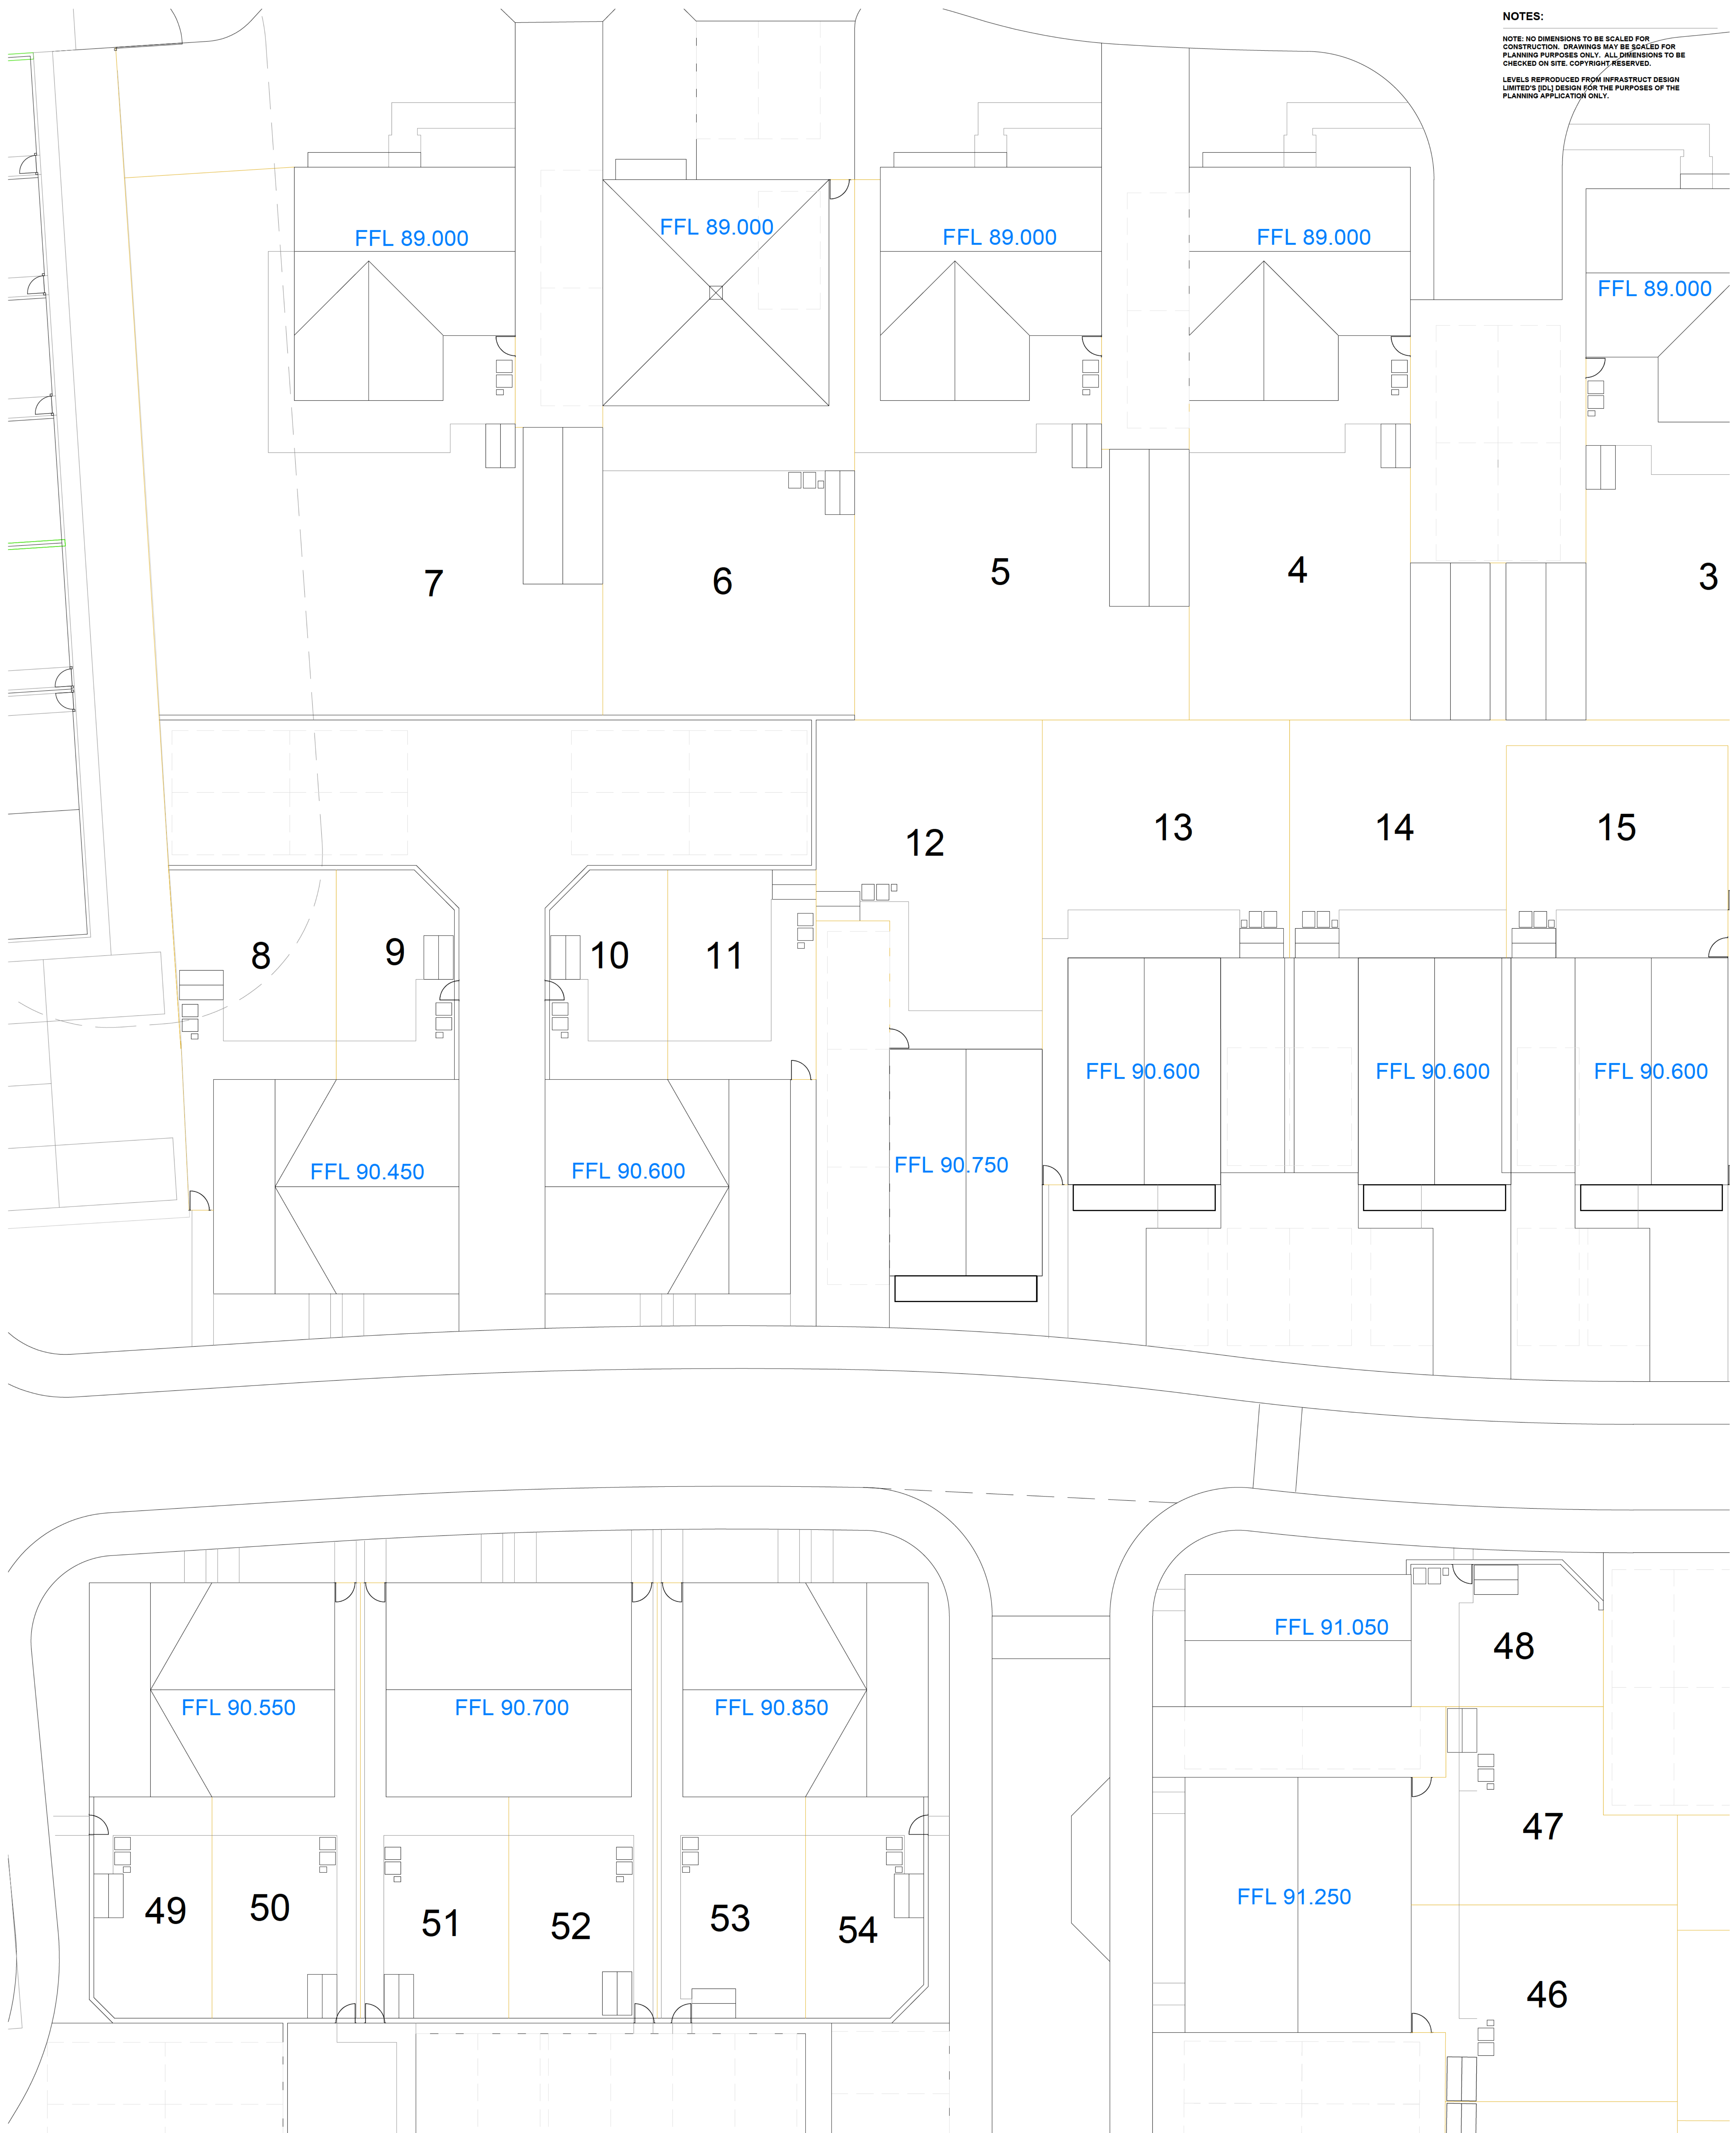 NOTES:
NOTE: NO DIMENSIONS TO BE SCALED FOR
CONSTRUCTION. DRAWINGS MAY BE SCALED FOR
PLANNING PURPOSES ONLY. ALL DIMENSIONS TO BE
CHECKED ON SITE. COPYRIGHT RESERVED.
LEVELS REPRODUCED FROM INFRASTRUCT DESIGN
LIMITED'S [IDL] DESIGN FOR THE PURPOSES OF THE
PLANNING APPLICATION ONLY.
FFL 89.000
FFL 89.000
FFL 89.000
FFL 89.000
FFL 89.000
7
6
5
4
3
12
13
14
15
8
9
10
11
FFL 90.450
FFL 90.600
FFL 90.750
FFL 90.600
FFL 90.600
FFL 90.600
FFL 91.050
48
FFL 90.550
FFL 90.700
FFL 90.850
47
FFL 91.250
49
50
51
52
53
54
46